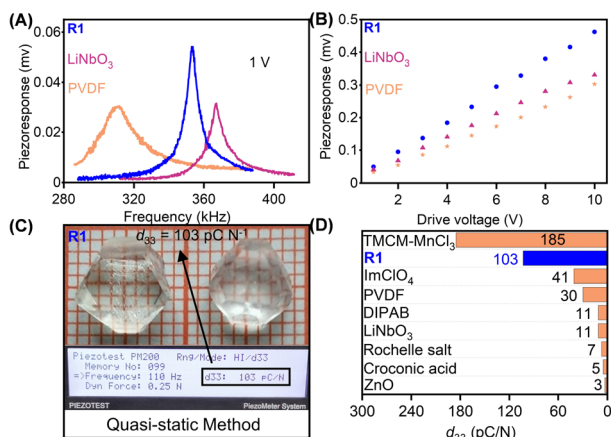 (A)
R1
LiNbO3
PVDF
1 V
Piezoresponse (mv)
0.06
0.04
0.02
0
280
320
360
400
Frequency (kHz)
(B)
R1
LiNbO3
PVDF
Piezoresponse (mv)
0.5
0.4
0.3
0.2
0.1
0
2
4
6
8
10
Drive voltage (V)
(C)
R1
d33 = 103 pC N-1
Piezotest PM200 Rng/Mode: HI/d33
Memory No: 099
=>Frequency: 110 Hz d33: 103 pC/N
Dyn Force: 0.25 N
PIEZOTEST PiezoMeter System
Quasi-static Method
(D)
TMCM-MnCl3 185
R1 103
ImClO4 41
PVDF 30
DIPAB 11
LiNbO3 11
Rochelle salt 7
Croconic acid 5
ZnO 3
300 240 180 120 60 0
d33 (pC/N)